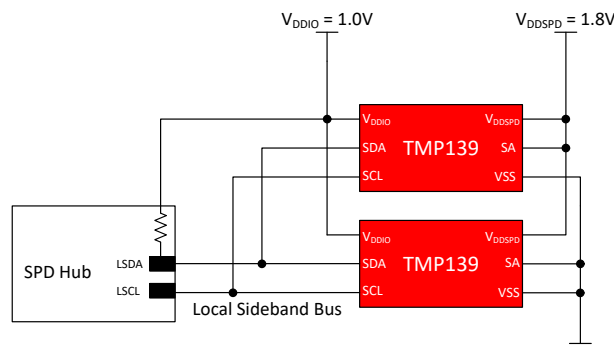 VDDIO = 1.0V
VDDSPD = 1.8V
VDDIO
SDA
SCL
TMP139
VDDSPD
SA
VSS
VDDIO
SDA
SCL
TMP139
VDDSPD
SA
VSS
SPD Hub
LSDA
LSCL
Local Sideband Bus